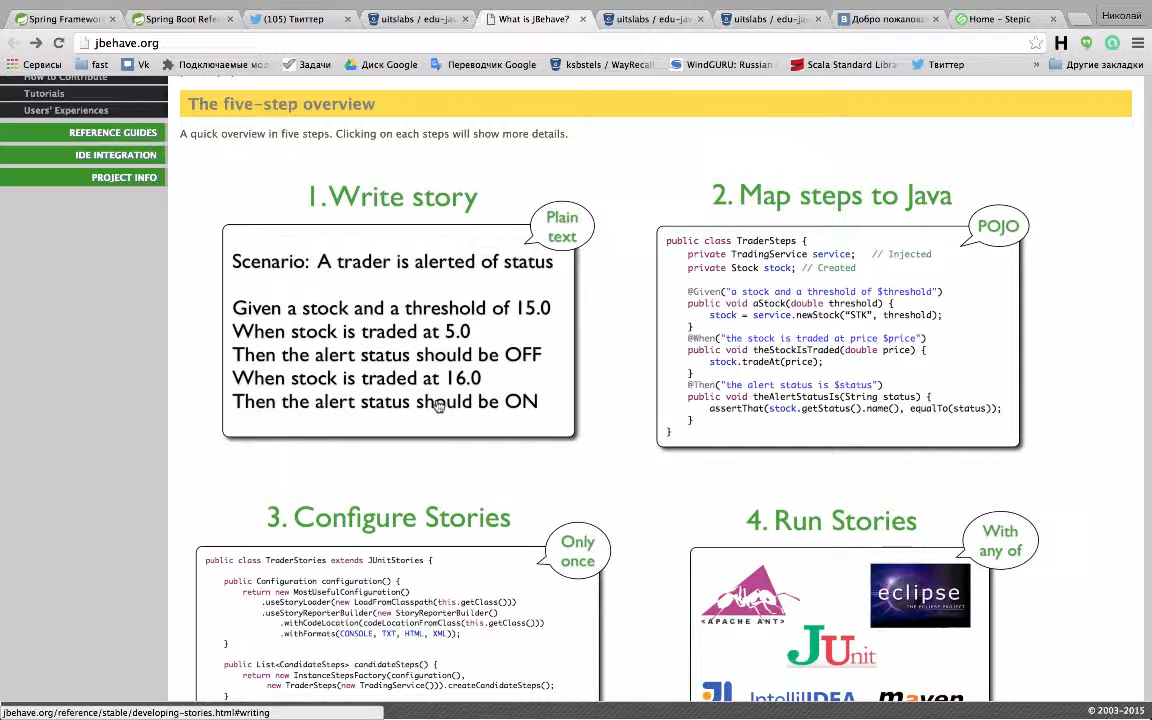 Spring Framework
Spring Boot Refe
(105) Твиттер
uitslabs / edu-jav
What is JBehave?
uitslabs / edu-jav
uitslabs / edu-jav
Добро пожаловат
Home - Stepic
Николай
jbehave.org
Сервисы
fast
Vk
Подключаемые мод
Задачи
Диск Google
Переводчик Google
ksbstels / WayRecall
WindGURU: Russian
Scala Standard Libra
Твиттер
»
Другие закладки
How to Contribute
Tutorials
Users' Experiences
REFERENCE GUIDES
IDE INTEGRATION
PROJECT INFO
The five-step overview
A quick overview in five steps. Clicking on each steps will show more details.
1. Write story
Plain
text
Scenario: A trader is alerted of status
Given a stock and a threshold of 15.0
When stock is traded at 5.0
Then the alert status should be OFF
When stock is traded at 16.0
Then the alert status should be ON
2. Map steps to Java
POJO
public class TraderSteps {
private TradingService service; // Injected
private Stock stock; // Created
@Given("a stock and a threshold of $threshold")
public void aStock(double threshold) {
stock = service.newStock("STK", threshold);
}
@When("the stock is traded at price $price")
public void theStockIsTraded(double price) {
stock.tradeAt(price);
}
@Then("the alert status is $status")
public void theAlertStatusIs(String status) {
assertThat(stock.getStatus().name(), equalTo(status));
}
}
3. Configure Stories
Only
once
public class TraderStories extends JUnitStories {
public Configuration configuration() {
return new MostUsefulConfiguration()
.useStoryLoader(new LoadFromClasspath(this.getClass()))
.useStoryReporterBuilder(new StoryReporterBuilder()
.withCodeLocation(codeLocationFromClass(this.getClass()))
.withFormats(CONSOLE, TXT, HTML, XML));
}
public List<CandidateSteps> candidateSteps() {
return new InstanceStepsFactory(configuration(),
new TraderSteps(new TradingService())).createCandidateSteps();
}
4. Run Stories
With
any of
<APACHE ANT>
eclipse
THE ECLIPSE PROJECT
JUnit
IntelliJIDEA
maven
jbehave.org/reference/stable/developing-stories.html#writing
© 2003-2015